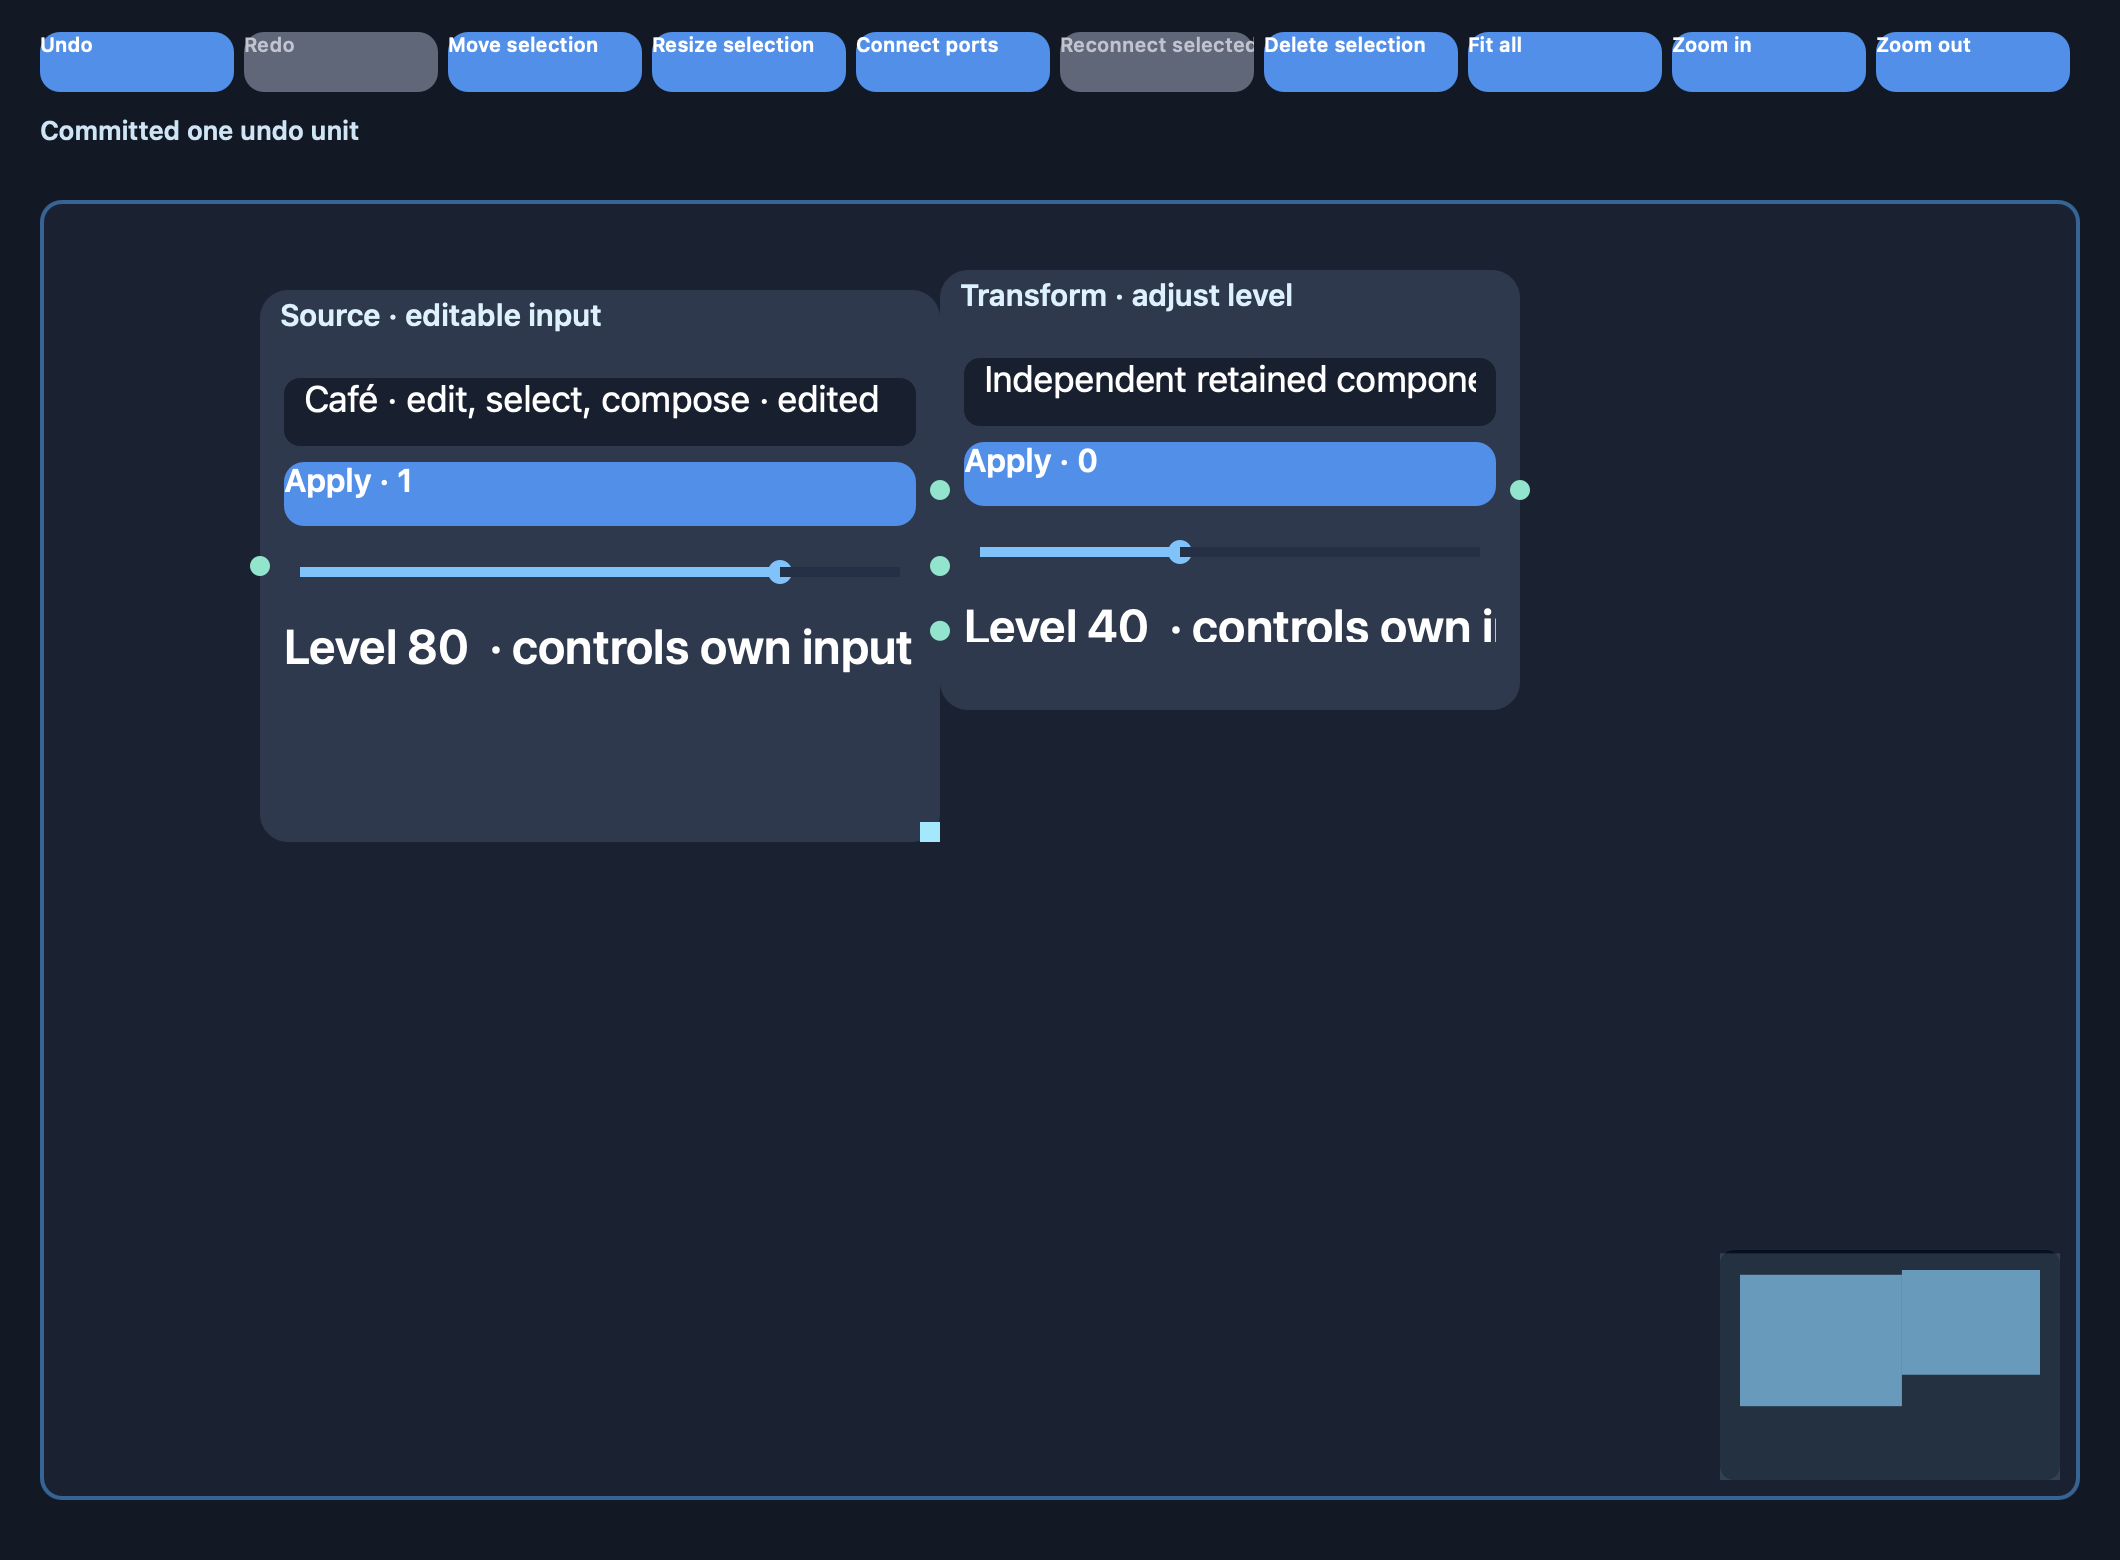 Undo
Redo
Move selection
Resize selection
Connect ports
Reconnect selected
Delete selection
Fit all
Zoom in
Zoom out
Committed one undo unit
Source · editable input
Café · edit, select, compose · edited
Apply · 1
Level 80 · controls own input
Transform · adjust level
Independent retained compone
Apply · 0
Level 40 · controls own